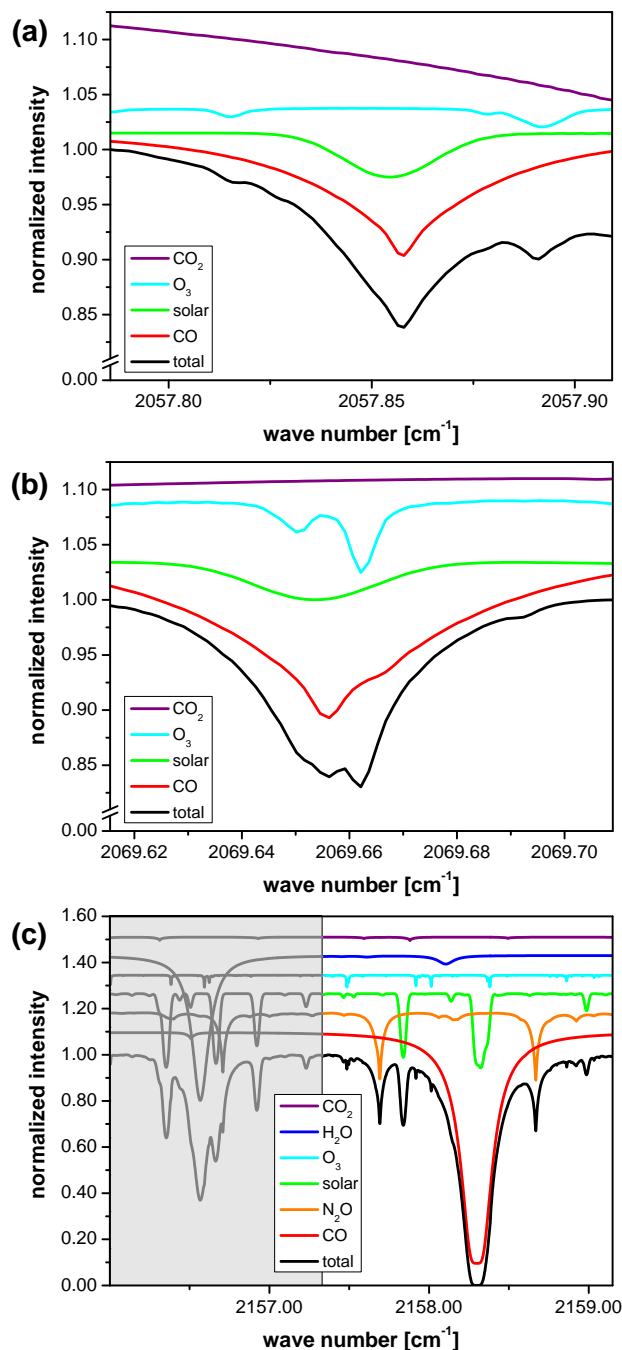 (a)
normalized intensity
1.10
1.05
1.00
0.95
0.90
0.85
0.00
CO₂
O₃
solar
CO
total
2057.80
2057.85
2057.90
wave number [cm⁻¹]
(b)
normalized intensity
1.10
1.05
1.00
0.95
0.90
0.85
0.00
CO₂
O₃
solar
CO
total
2069.62
2069.64
2069.66
2069.68
2069.70
wave number [cm⁻¹]
(c)
normalized intensity
1.60
1.40
1.20
1.00
0.80
0.60
0.40
0.20
0.00
CO₂
H₂O
O₃
solar
N₂O
CO
total
2157.00
2158.00
2159.00
wave number [cm⁻¹]